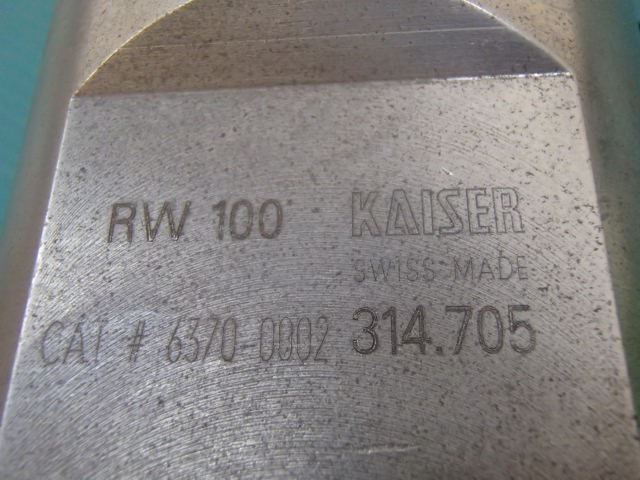 RW 100 KAISER
SWISS MADE
CAT # 6370-0002 314.705